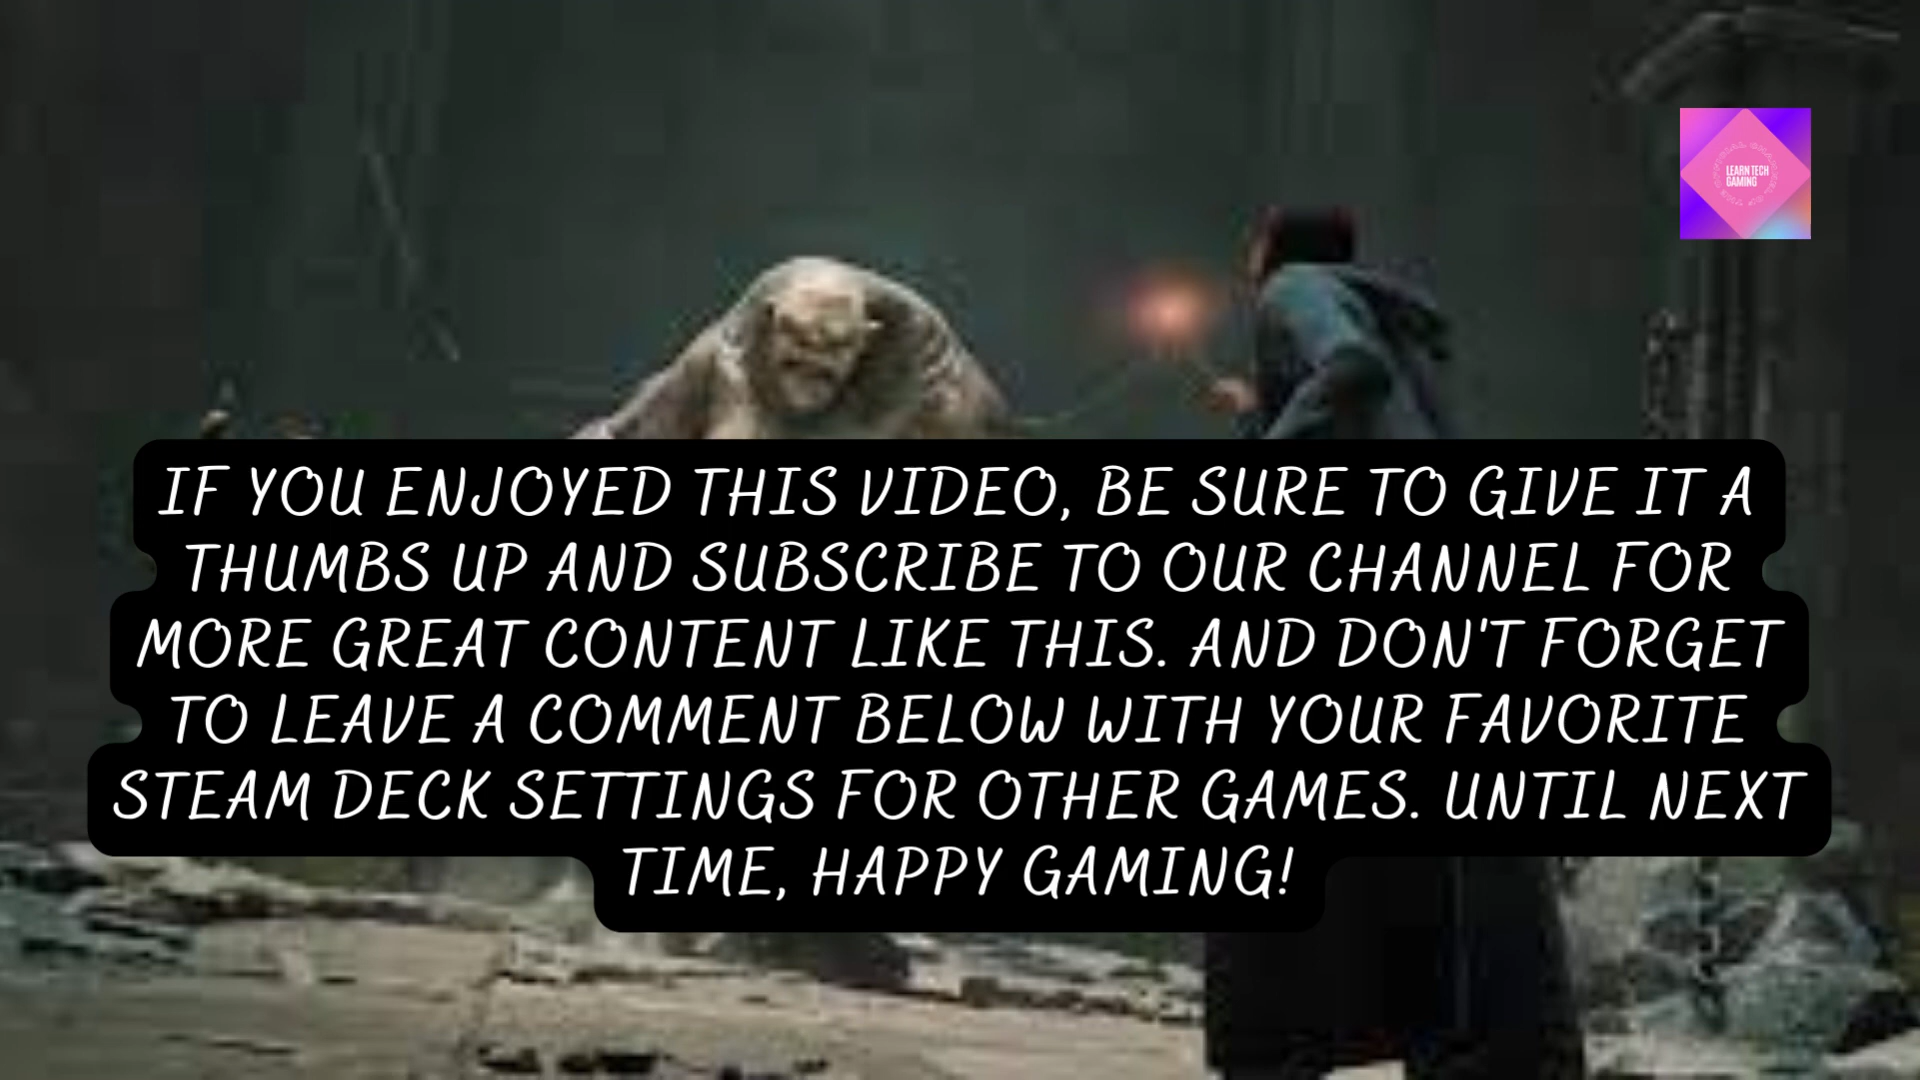 LEARN TECH
GAMING
IF YOU ENJOYED THIS VIDEO, BE SURE TO GIVE IT A
THUMBS UP AND SUBSCRIBE TO OUR CHANNEL FOR
MORE GREAT CONTENT LIKE THIS. AND DON'T FORGET
TO LEAVE A COMMENT BELOW WITH YOUR FAVORITE
STEAM DECK SETTINGS FOR OTHER GAMES. UNTIL NEXT
TIME, HAPPY GAMING!